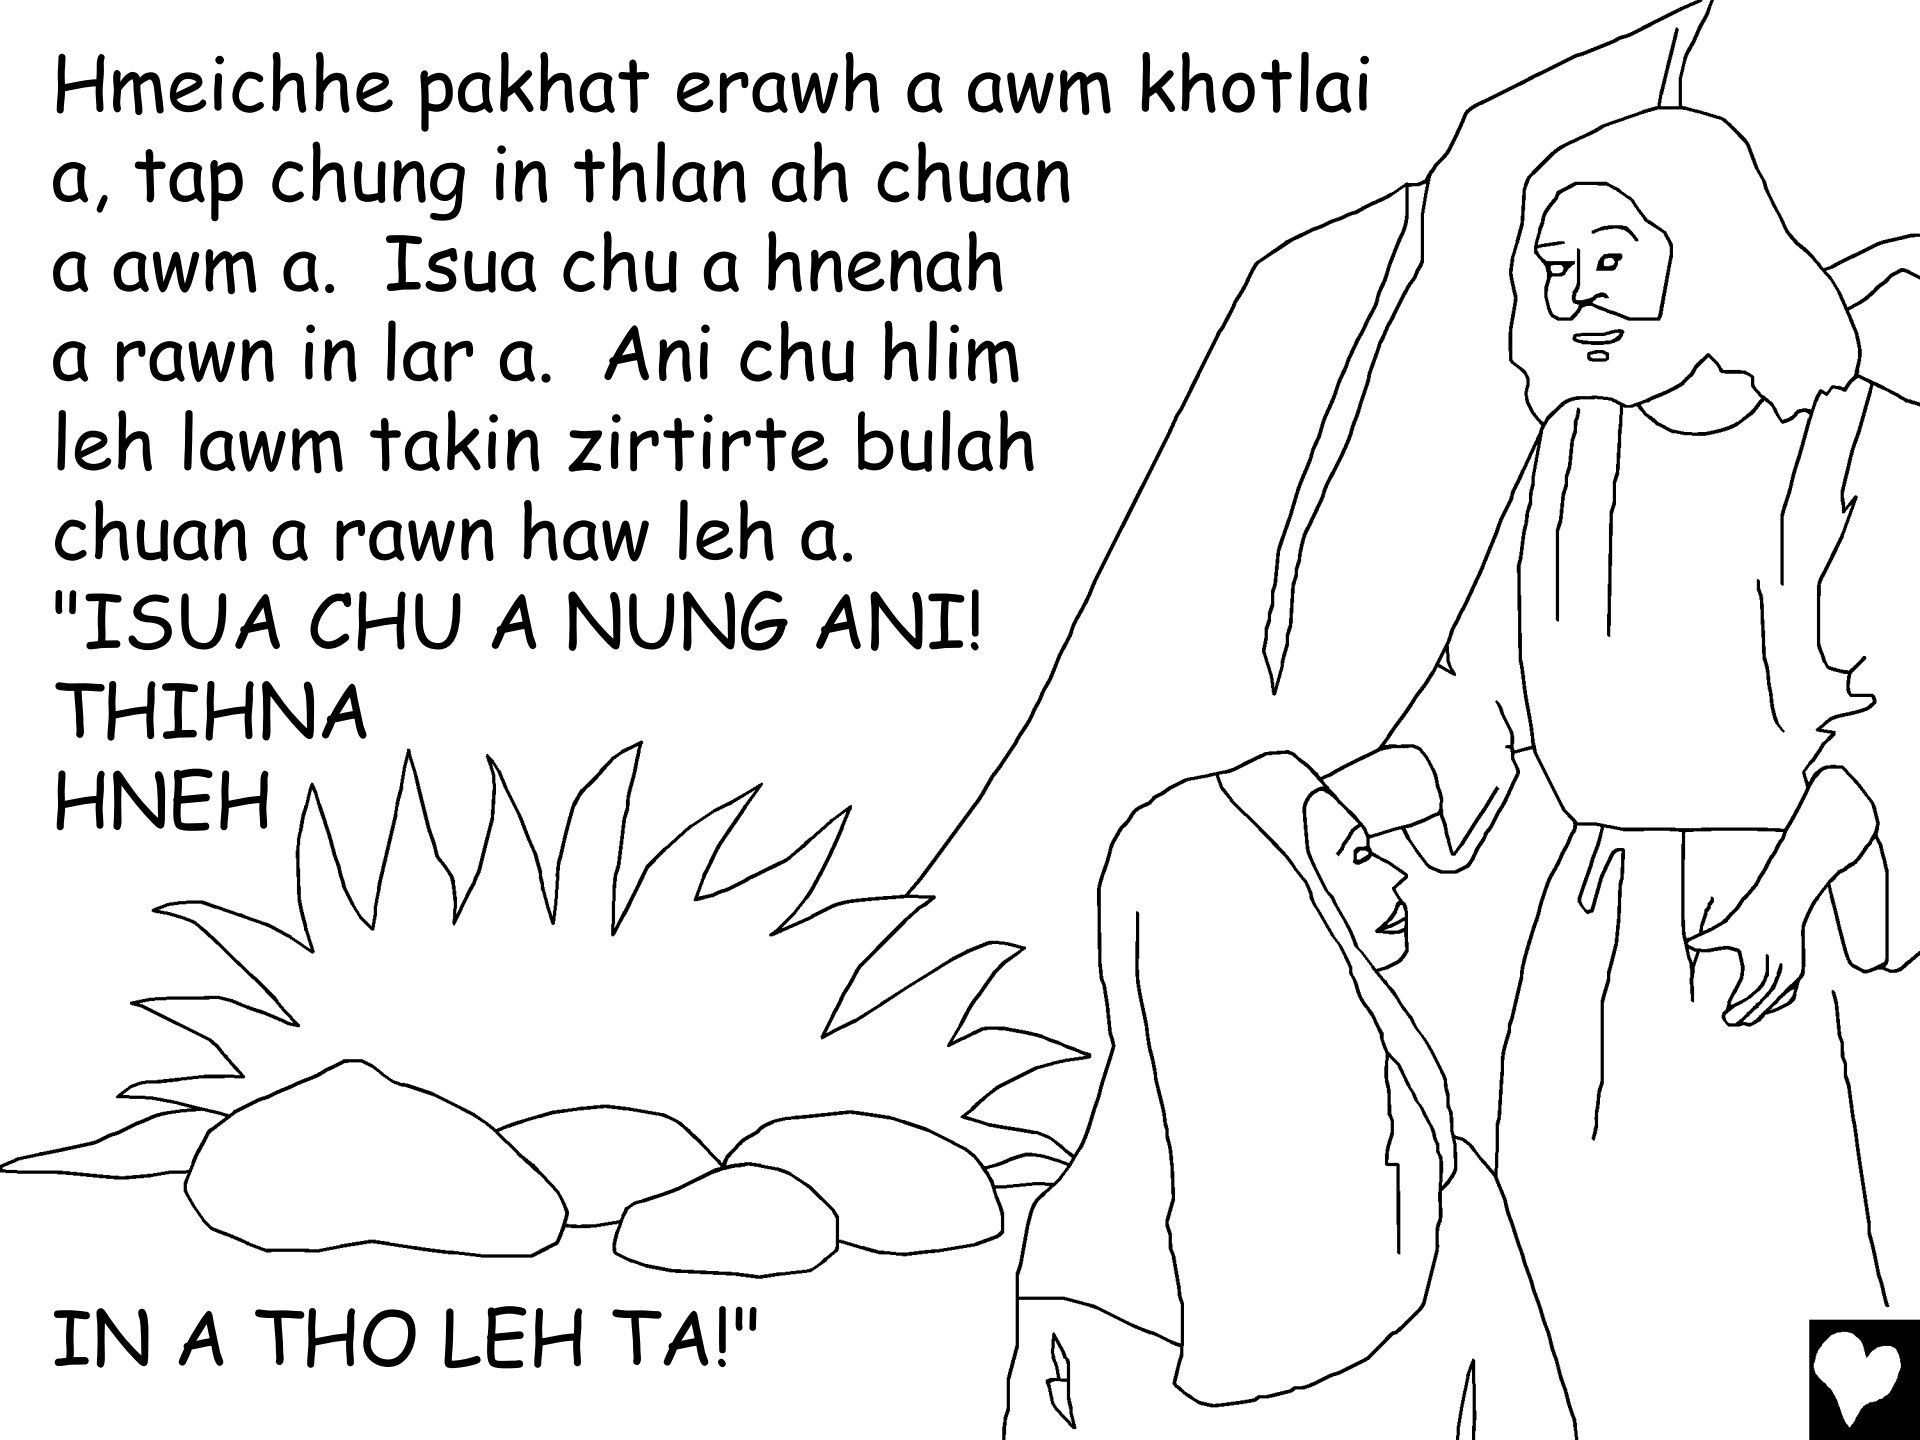 Hmeichhe pakhat erawh a awm khotlai
a, tap chung in thlan ah chuan
a awm a.  Isua chu a hnenah
a rawn in lar a.  Ani chu hlim
leh lawm takin zirtirte bulah
chuan a rawn haw leh a.
"ISUA CHU A NUNG ANI!
THIHNA
HNEH
IN A THO LEH TA!"